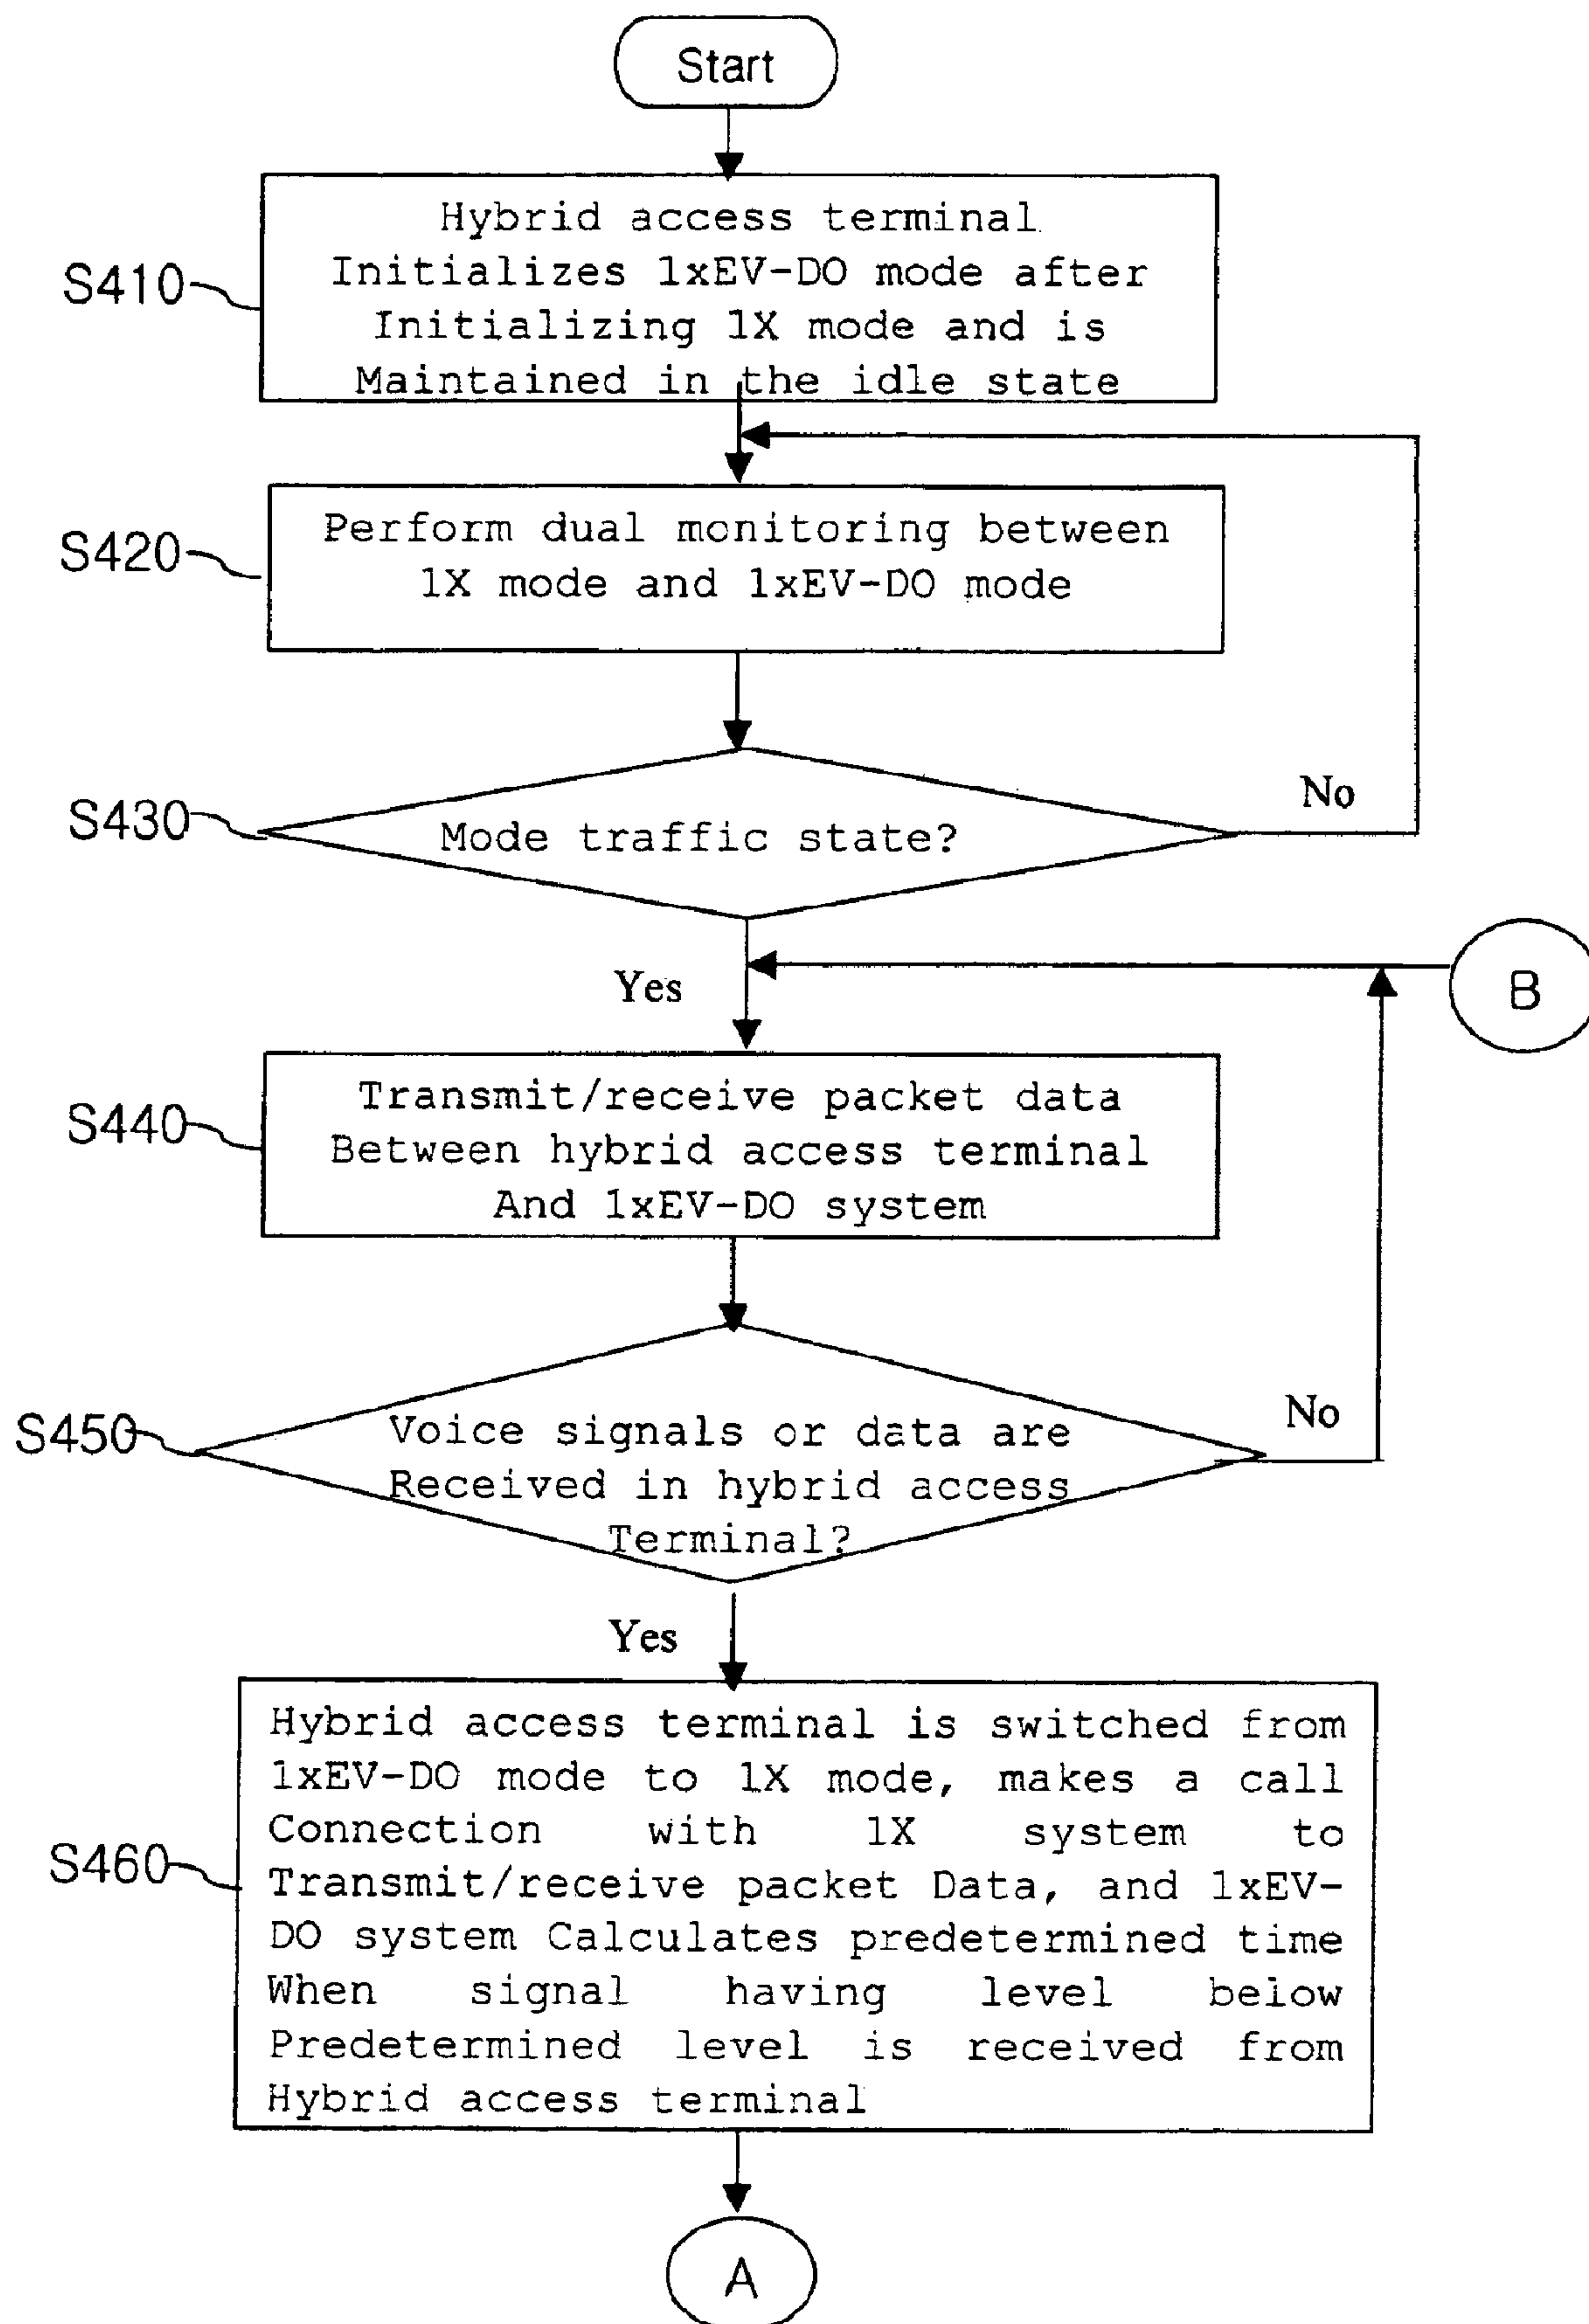 Start
S410
Hybrid access terminal
Initializes 1xEV-DO mode after
Initializing 1X mode and is
Maintained in the idle state
S420
Perform dual monitoring between
1X mode and 1xEV-DO mode
S430
Mode traffic state?
No
Yes
B
S440
Transmit/receive packet data
Between hybrid access terminal
And 1xEV-DO system
S450
Voice signals or data are
Received in hybrid access
Terminal?
No
Yes
S460
Hybrid access terminal is switched from
1xEV-DO mode to 1X mode, makes a call
Connection with 1X system to
Transmit/receive packet Data, and 1xEV-
DO system Calculates predetermined time
When signal having level below
Predetermined level is received from
Hybrid access terminal
A